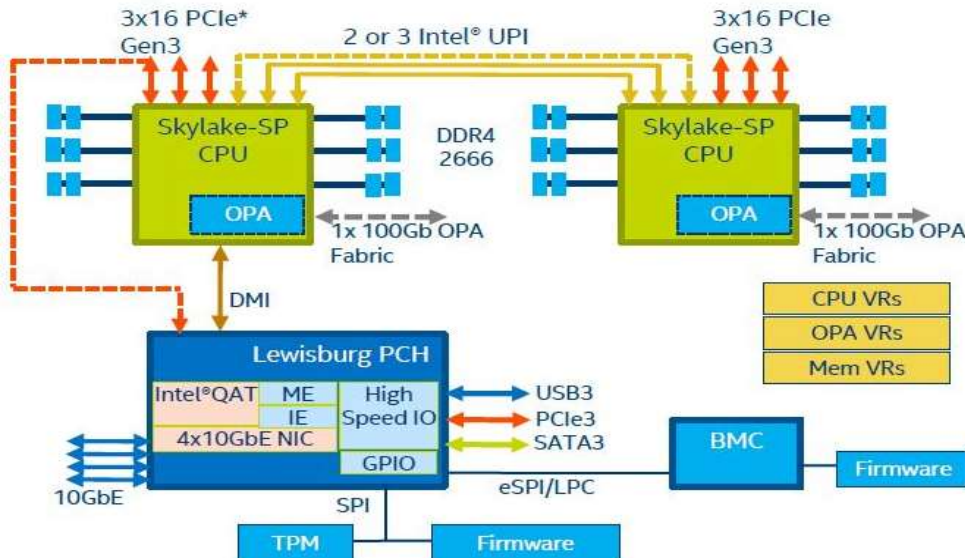 3x16 PCIe*
Gen3
2 or 3 Intel® UPI
3x16 PCIe
Gen3
Skylake-SP
CPU
DDR4
2666
Skylake-SP
CPU
OPA
OPA
1x 100Gb OPA
Fabric
1x 100Gb OPA
Fabric
DMI
CPU VRs
OPA VRs
Mem VRs
Lewisburg PCH
Intel®QAT
ME
IE
High
Speed IO
4x10GbE NIC
GPIO
USB3
PCIe3
SATA3
BMC
Firmware
10GbE
eSPI/LPC
SPI
TPM
Firmware